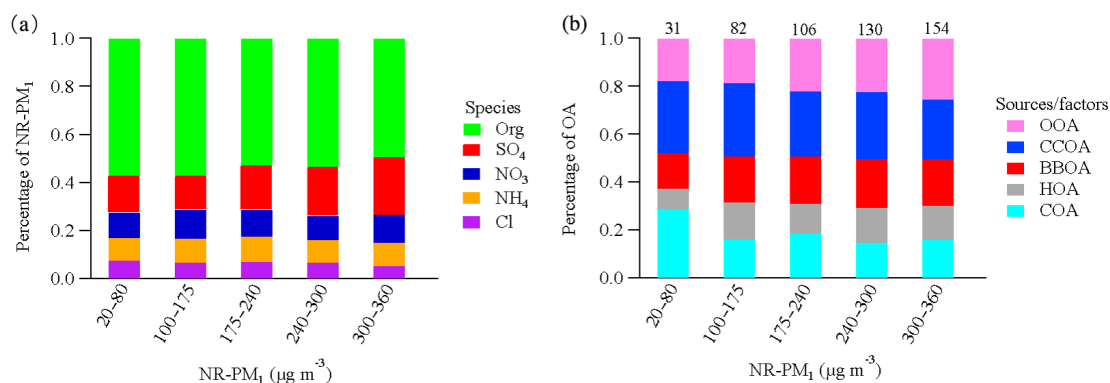 (a)
1.0
0.8
0.6
0.4
0.2
0.0
Percentage of NR-PM₁
20-80
100-175
175-240
240-300
300-360
NR-PM₁ (µg m⁻³)
Species
Org
SO₄
NO₃
NH₄
Cl
(b)
31 82 106 130 154
1.0
0.8
0.6
0.4
0.2
0.0
Percentage of OA
20-80
100-175
175-240
240-300
300-360
NR-PM₁ (µg m⁻³)
Sources/factors
OOA
CCOA
BBOA
HOA
COA